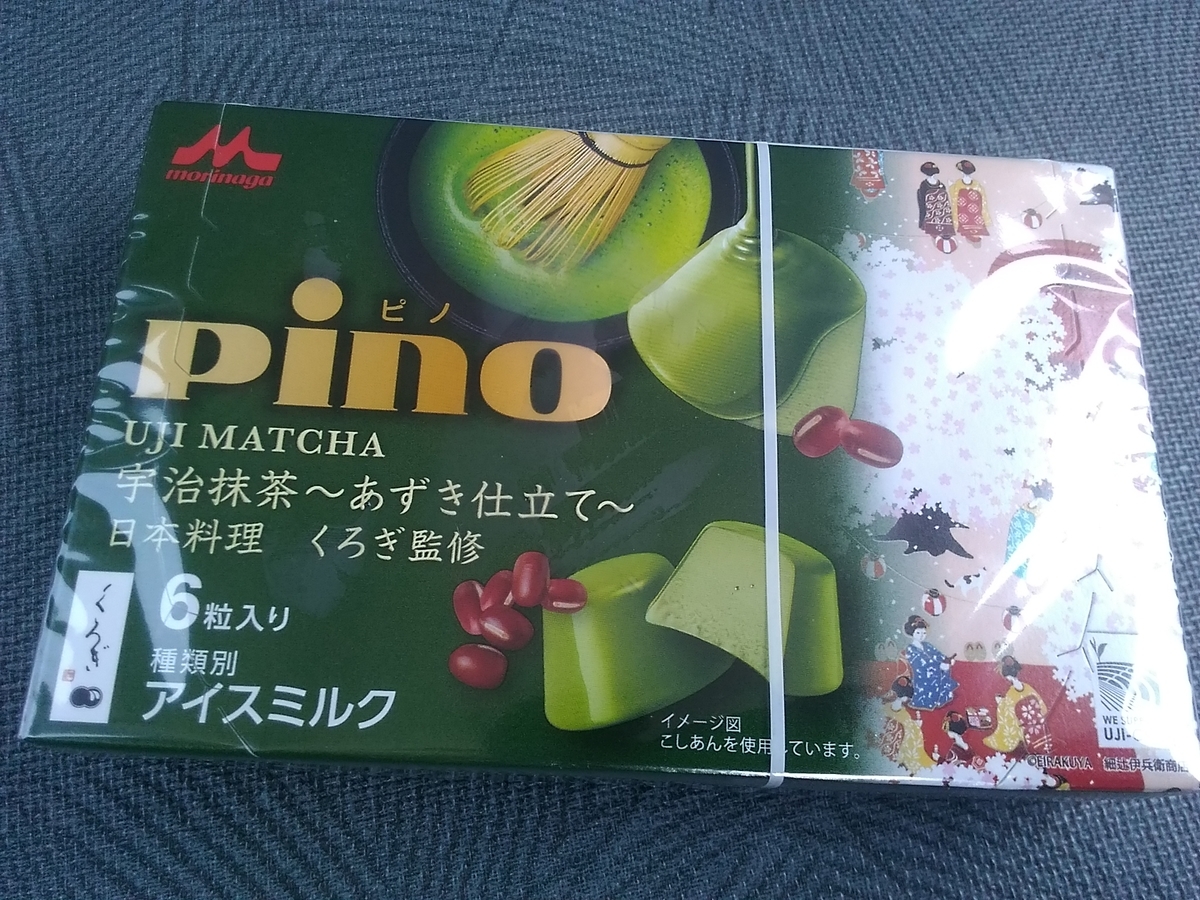 morinaga
ピノ
pino
UJI MATCHA
宇治抹茶～あずき仕立て～
日本料理 くろぎ監修
くろぎ
6粒入り
種類別
アイスミルク
イメージ図
こしあんを使用しています。
WE SU
UJI-
©EIRAKUYA 細辻伊兵衛商店